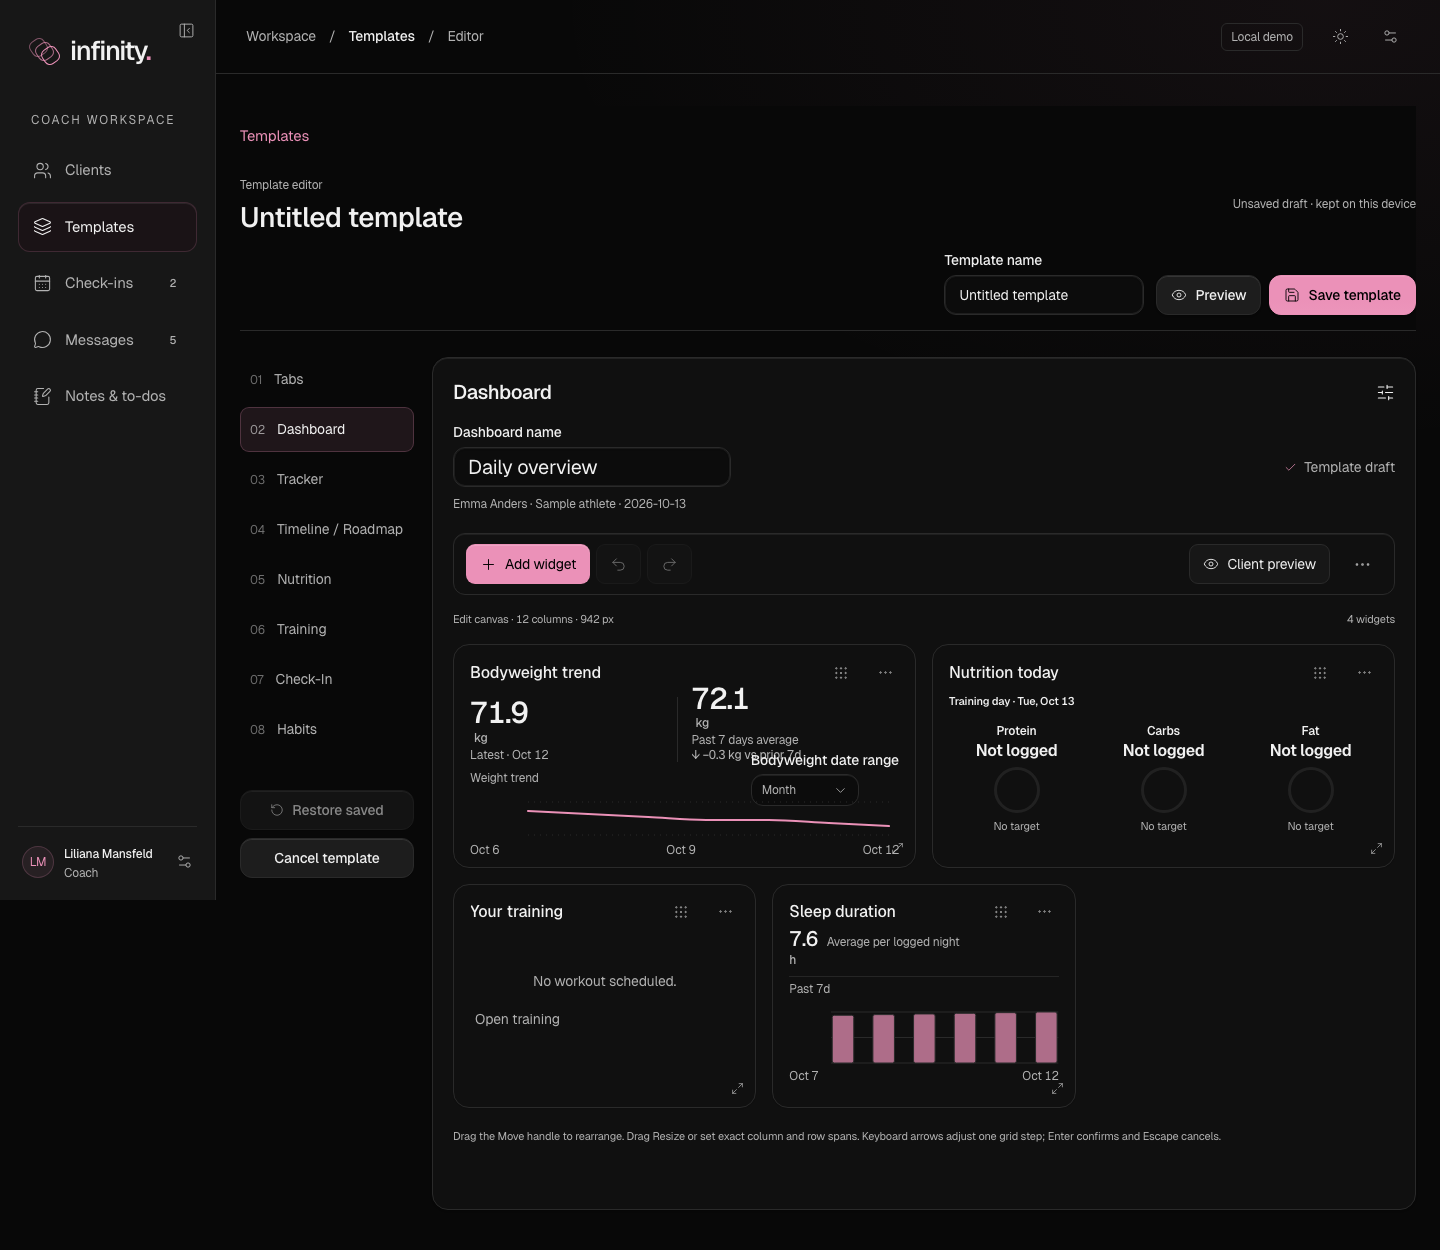 infinity.
COACH WORKSPACE
Clients
Templates
Check-ins 2
Messages 5
Notes & to-dos
LM
Liliana Mansfeld
Coach
Workspace / Templates / Editor
Local demo
Templates
Template editor
Untitled template
Unsaved draft · kept on this device
Template name
Untitled template
Preview
Save template
01 Tabs
02 Dashboard
03 Tracker
04 Timeline / Roadmap
05 Nutrition
06 Training
07 Check-In
08 Habits
Restore saved
Cancel template
Dashboard
Dashboard name
Daily overview
Template draft
Emma Anders · Sample athlete · 2026-10-13
Add widget
Client preview
Edit canvas · 12 columns · 942 px
4 widgets
Bodyweight trend
71.9
kg
Latest · Oct 12
72.1
kg
Past 7 days average
↓ −0.3 kg vs prior 7d
Bodyweight date range
Month
Weight trend
Oct 6
Oct 9
Oct 12
Nutrition today
Training day · Tue, Oct 13
Protein
Not logged
No target
Carbs
Not logged
No target
Fat
Not logged
No target
Your training
No workout scheduled.
Open training
Sleep duration
7.6 Average per logged night
h
Past 7d
Oct 7
Oct 12
Drag the Move handle to rearrange. Drag Resize or set exact column and row spans. Keyboard arrows adjust one grid step; Enter confirms and Escape cancels.